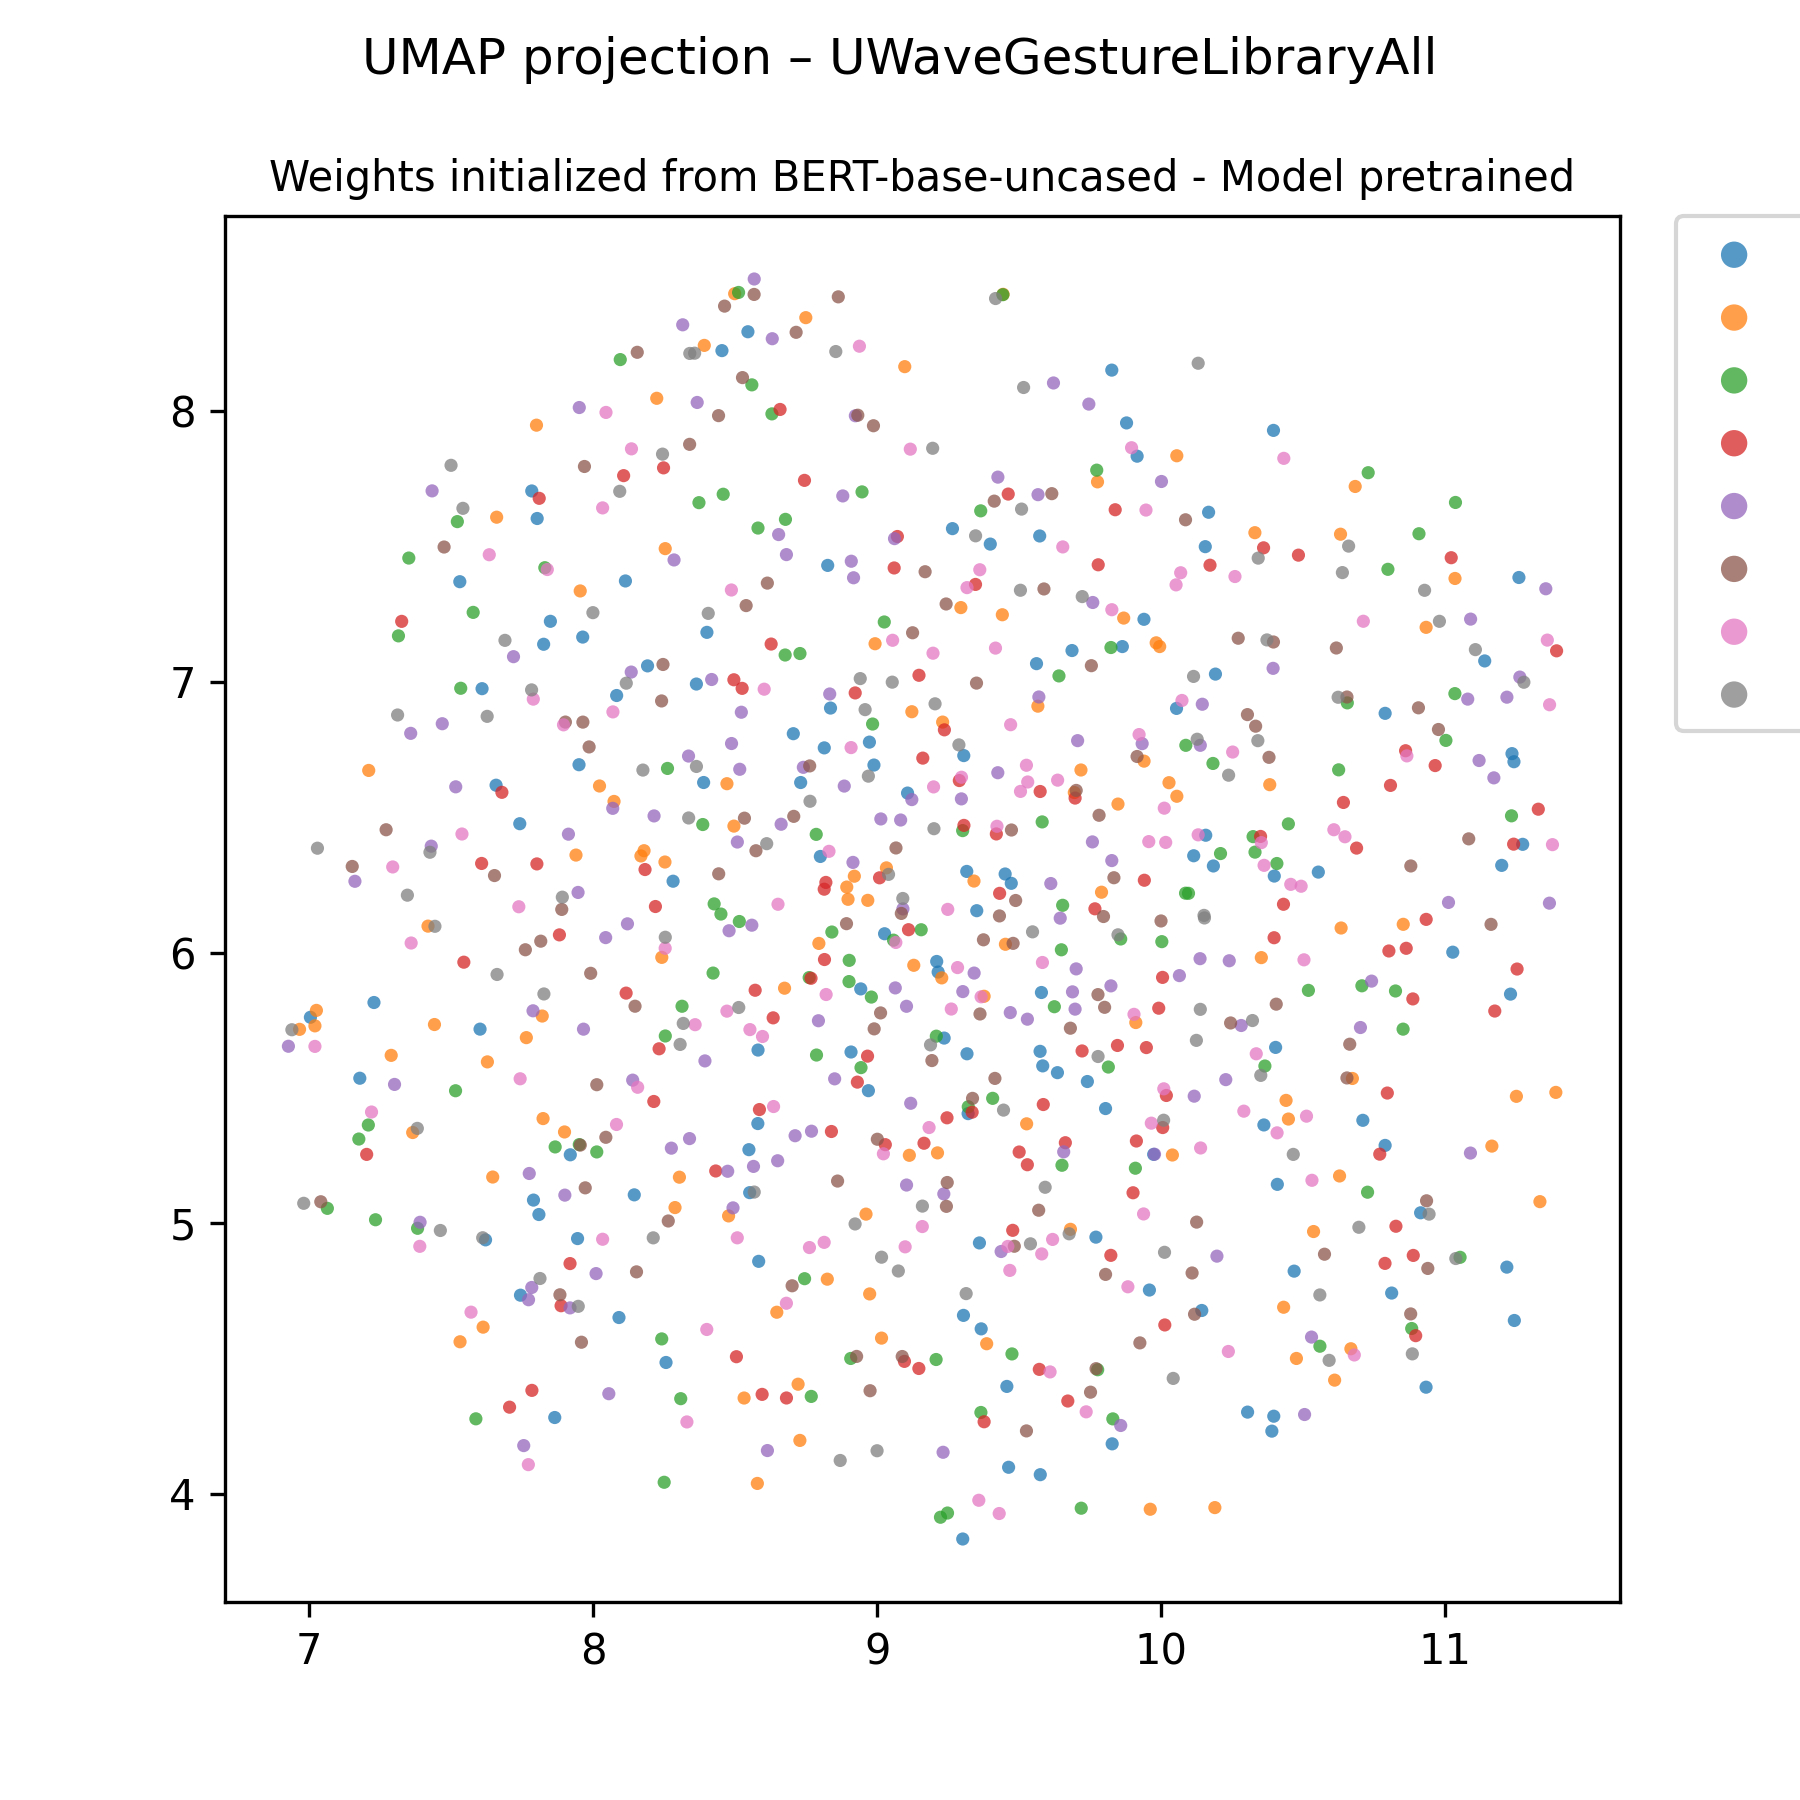 UMAP projection – UWaveGestureLibraryAll
Weights initialized from BERT-base-uncased - Model pretrained
8
7
6
5
4
7 8 9 10 11